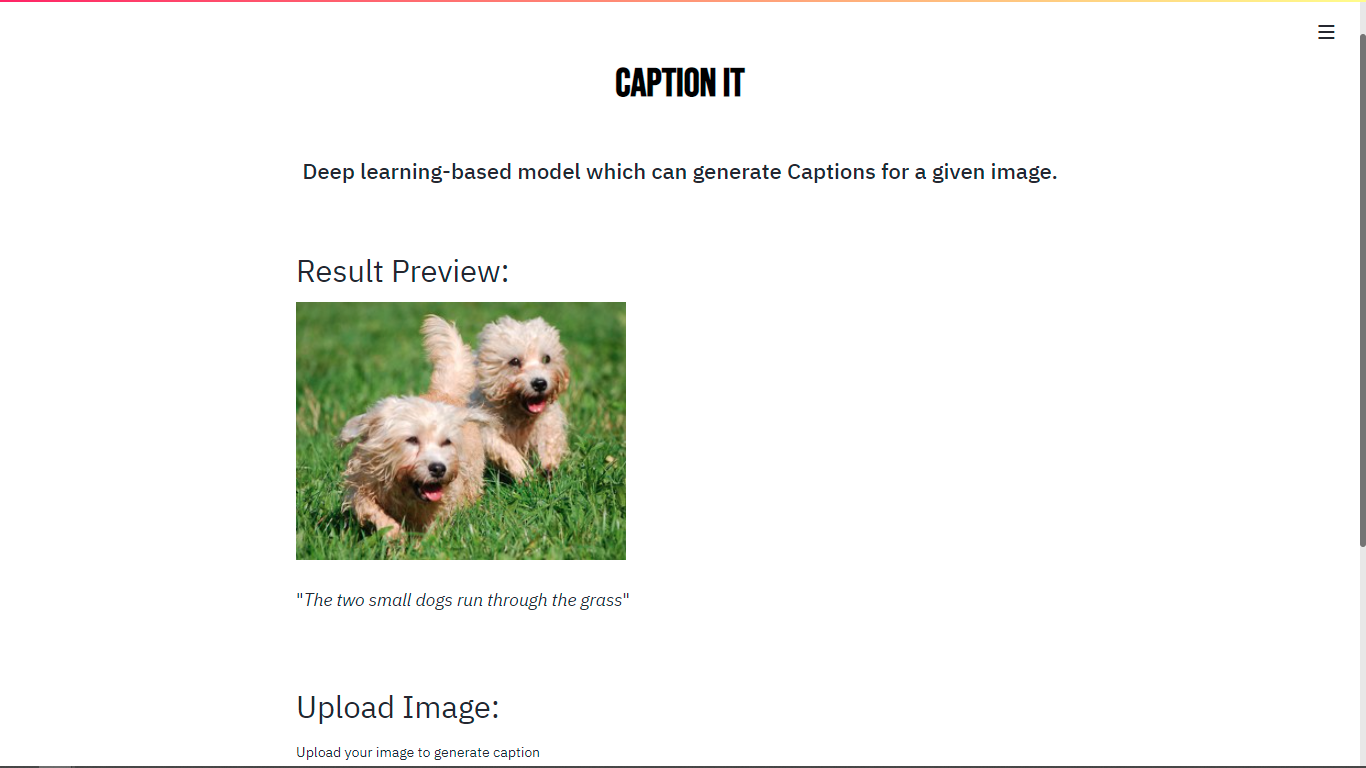 CAPTION IT
Deep learning-based model which can generate Captions for a given image.
Result Preview:
"The two small dogs run through the grass"
Upload Image:
Upload your image to generate caption